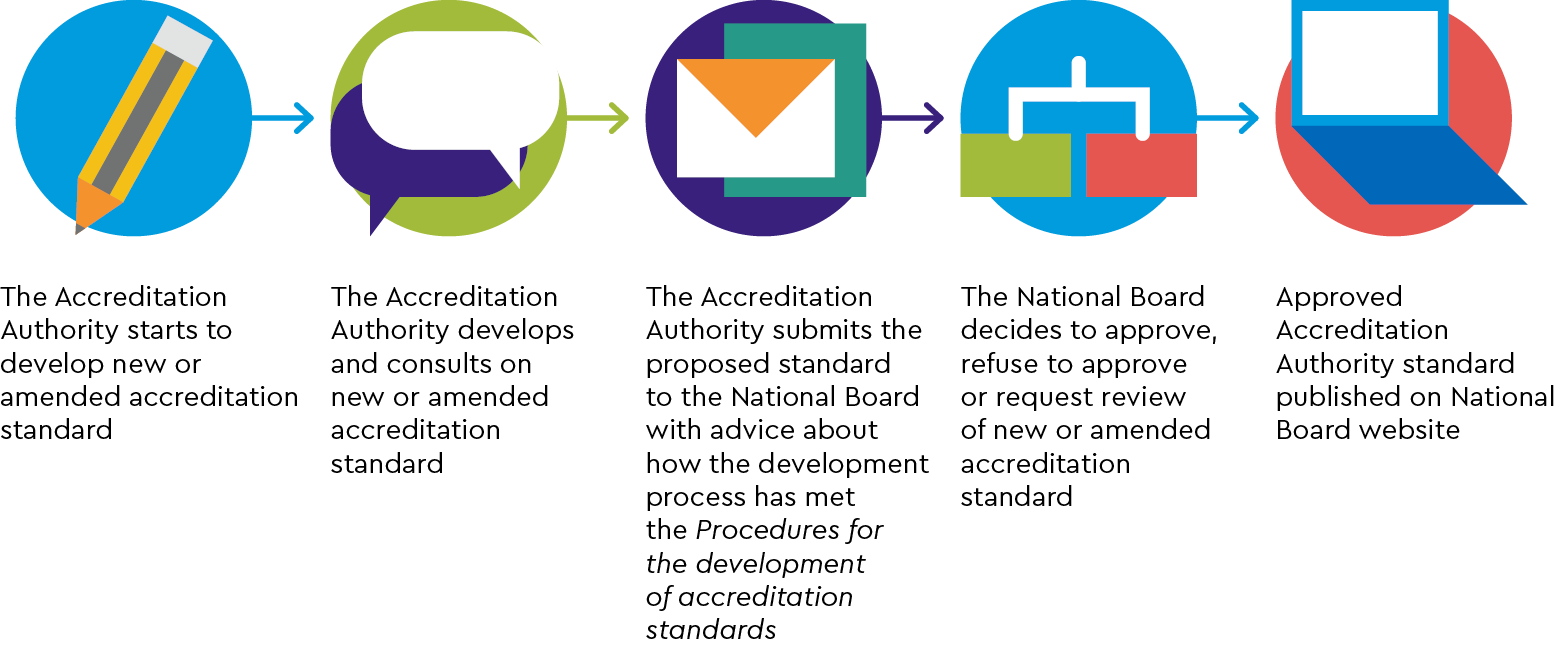 The Accreditation
Authority starts to
develop new or
amended accreditation
standard
The Accreditation
Authority develops
and consults on
new or amended
accreditation
standard
The Accreditation
Authority submits the
proposed standard
to the National Board
with advice about
how the development
process has met
the Procedures for
the development
of accreditation
standards
The National Board
decides to approve,
refuse to approve
or request review
of new or amended
accreditation
standard
Approved
Accreditation
Authority standard
published on National
Board website